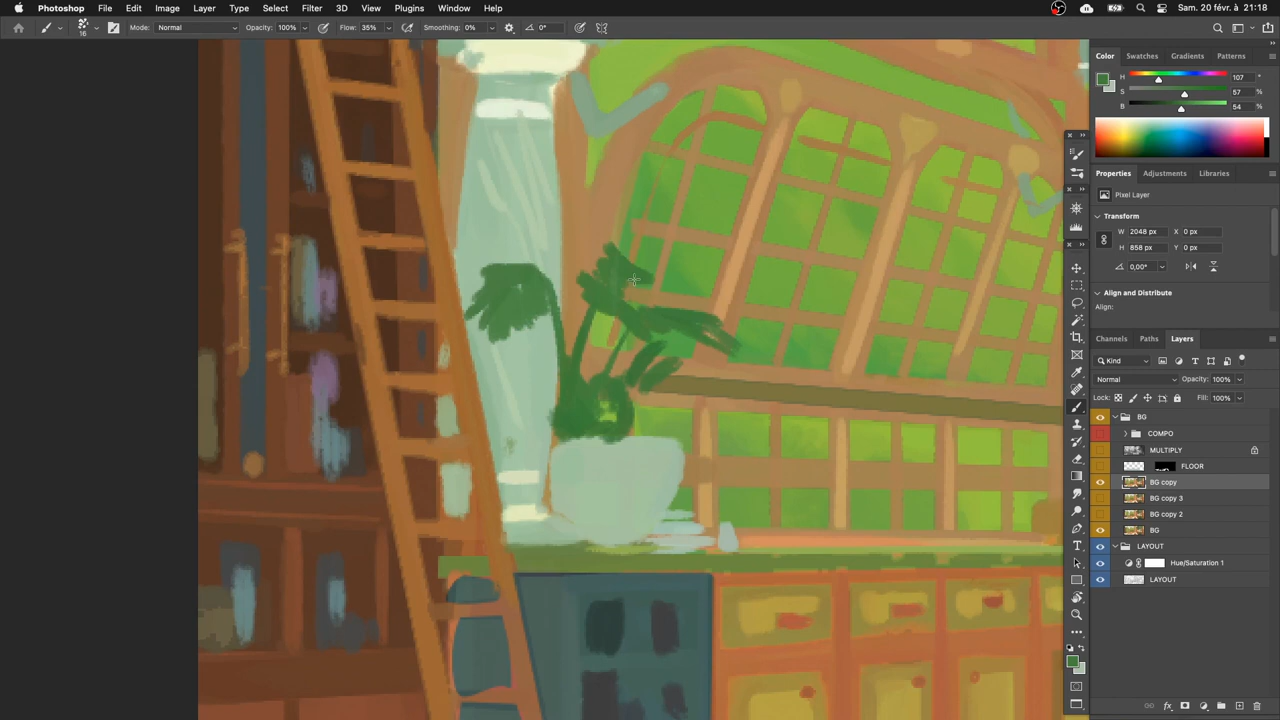 Photoshop File Edit Image Layer Type Select Filter 3D View Plugins Window Help Sam. 20 févr. à 21:18
16 Mode: Normal Opacity: 100% Flow: 35% Smoothing: 0% 0°
Color Swatches Gradients Patterns
H 107 °
S 57 %
B 54 %
Properties Adjustments Libraries
Pixel Layer
Transform
W 2048 px X 0 px
H 858 px Y 0 px
0,00°
Align and Distribute
Align:
Channels Paths Layers
Kind
Normal Opacity: 100%
Lock: Fill: 100%
BG
COMPO
MULTIPLY
FLOOR
BG copy
BG copy 3
BG copy 2
BG
LAYOUT
Hue/Saturation 1
LAYOUT